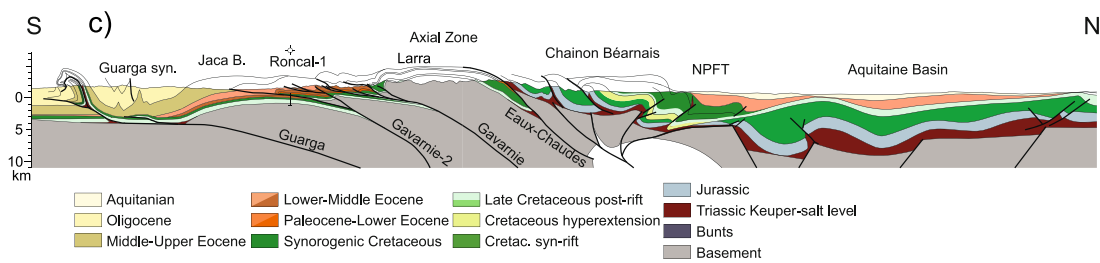 S c) N
Axial Zone
Jaca B. Roncal-1 Larra Chainon Béarnais
Guarga syn. NPFT Aquitaine Basin
0
5
10
km
Guarga Gavarnie-2 Gavarnie Eaux-Chaudes
Aquitanian Lower-Middle Eocene Late Cretaceous post-rift Jurassic
Oligocene Paleocene-Lower Eocene Cretaceous hyperextension Triassic Keuper-salt level
Middle-Upper Eocene Synorogenic Cretaceous Cretac. syn-rift Bunts
Basement